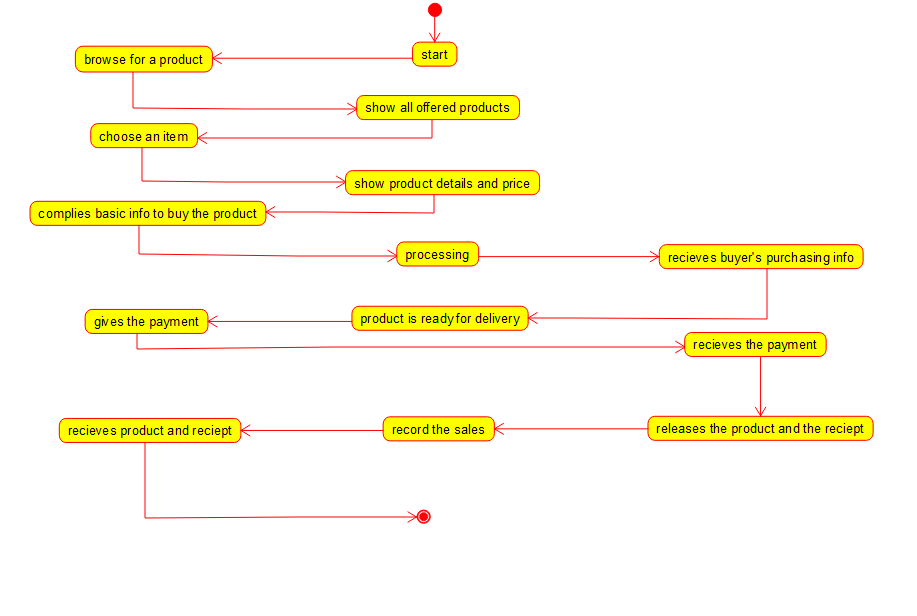 start
browse for a product
show all offered products
choose an item
show product details and price
complies basic info to buy the product
processing
recieves buyer's purchasing info
product is ready for delivery
gives the payment
recieves the payment
releases the product and the reciept
record the sales
recieves product and reciept